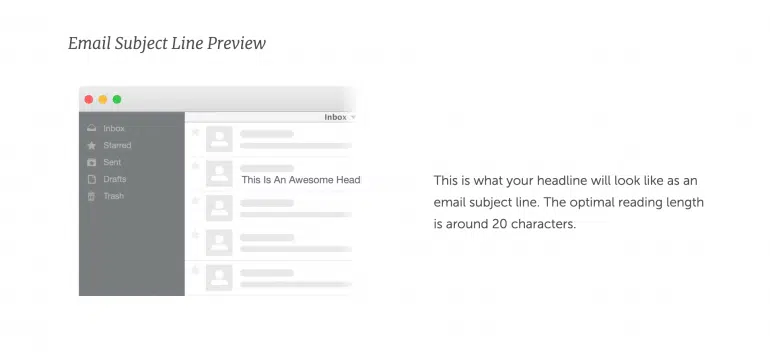 Email Subject Line Preview
Inbox
Inbox
Starred
Sent
Drafts
Trash
This Is An Awesome Head
This is what your headline will look like as an
email subject line. The optimal reading length
is around 20 characters.